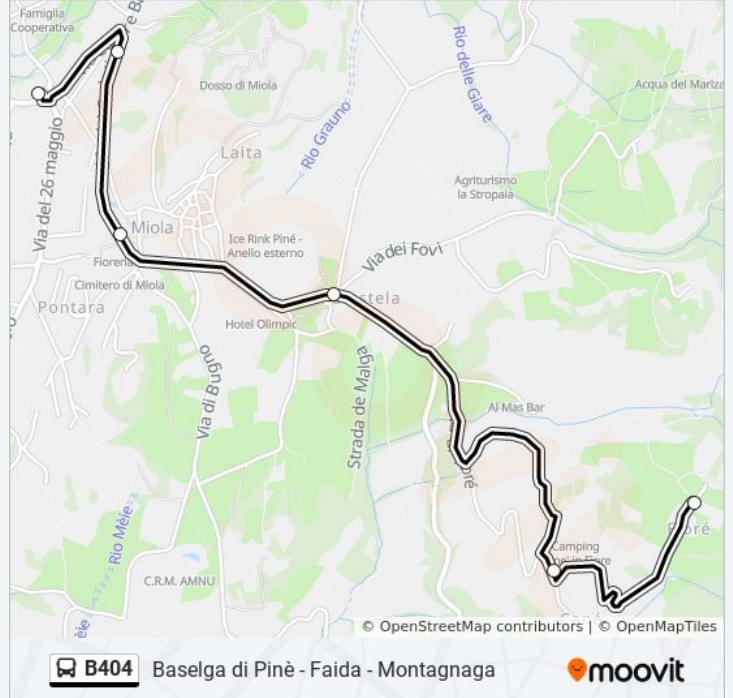 Famiglia
Cooperativa
Rio delle Giare
Dosso di Miola
Acqua del Mariza
Rio Grauno
Via del 26 maggio
Laita
Agriturismo
la Stropaia
Miola
Ice Rink Piné -
Anello esterno
Via dei Fovi
Cimitero di Miola
Pontara
Hotel Olimpic
Via di Bugno
Strada de Malga
Al Mas Bar
Rio Mèie
Camping
C.R.M. AMNU
© OpenStreetMap contributors | © OpenMapTiles
B404
Baselga di Pinè - Faida - Montagnaga
moovit